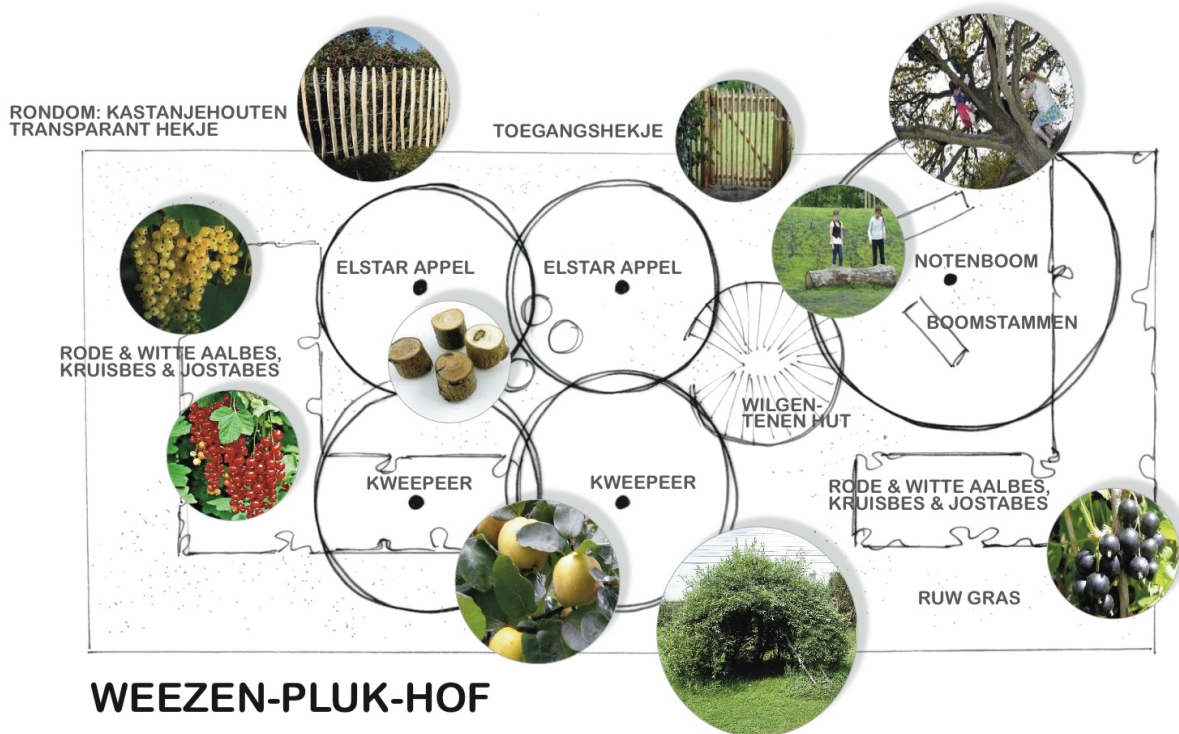 RONDOM: KASTANJEHOUTEN
TRANSPARANT HEKJE
TOEGANGSHEKJE
ELSTAR APPEL
ELSTAR APPEL
NOTENBOOM
BOOMSTAMMEN
RODE & WITTE AALBES,
KRUISBES & JOSTABES
WILGEN-
TENEN HUT
KWEEPEER
KWEEPEER
RODE & WITTE AALBES,
KRUISBES & JOSTABES
RUW GRAS
WEEZEN-PLUK-HOF